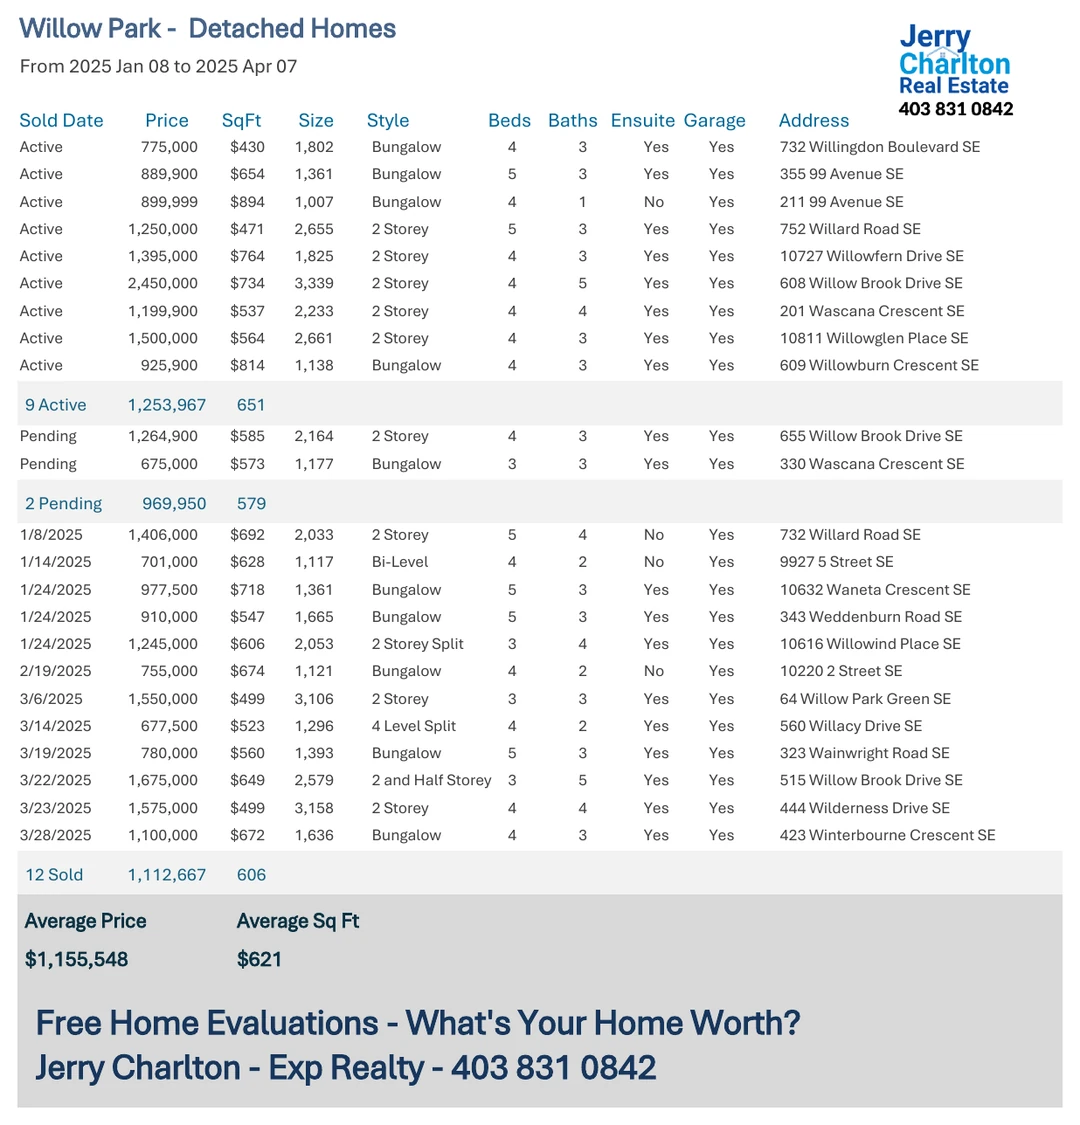 Willow Park - Detached Homes
From 2025 Jan 08 to 2025 Apr 07
Jerry
Charlton
Real Estate
403 831 0842
Sold Date Price SqFt Size Style Beds Baths Ensuite Garage Address
Active 775,000 $430 1,802 Bungalow 4 3 Yes Yes 732 Willingdon Boulevard SE
Active 889,900 $654 1,361 Bungalow 5 3 Yes Yes 355 99 Avenue SE
Active 899,999 $894 1,007 Bungalow 4 1 No Yes 211 99 Avenue SE
Active 1,250,000 $471 2,655 2 Storey 5 3 Yes Yes 752 Willard Road SE
Active 1,395,000 $764 1,825 2 Storey 4 3 Yes Yes 10727 Willowfern Drive SE
Active 2,450,000 $734 3,339 2 Storey 4 5 Yes Yes 608 Willow Brook Drive SE
Active 1,199,900 $537 2,233 2 Storey 4 4 Yes Yes 201 Wascana Crescent SE
Active 1,500,000 $564 2,661 2 Storey 4 3 Yes Yes 10811 Willowglen Place SE
Active 925,900 $814 1,138 Bungalow 4 3 Yes Yes 609 Willowburn Crescent SE
9 Active 1,253,967 651
Pending 1,264,900 $585 2,164 2 Storey 4 3 Yes Yes 655 Willow Brook Drive SE
Pending 675,000 $573 1,177 Bungalow 3 3 Yes Yes 330 Wascana Crescent SE
2 Pending 969,950 579
1/8/2025 1,406,000 $692 2,033 2 Storey 5 4 No Yes 732 Willard Road SE
1/14/2025 701,000 $628 1,117 Bi-Level 4 2 No Yes 9927 5 Street SE
1/24/2025 977,500 $718 1,361 Bungalow 5 3 Yes Yes 10632 Waneta Crescent SE
1/24/2025 910,000 $547 1,665 Bungalow 5 3 Yes Yes 343 Weddenburn Road SE
1/24/2025 1,245,000 $606 2,053 2 Storey Split 3 4 Yes Yes 10616 Willowind Place SE
2/19/2025 755,000 $674 1,121 Bungalow 4 2 No Yes 10220 2 Street SE
3/6/2025 1,550,000 $499 3,106 2 Storey 3 3 Yes Yes 64 Willow Park Green SE
3/14/2025 677,500 $523 1,296 4 Level Split 4 2 Yes Yes 560 Willacy Drive SE
3/19/2025 780,000 $560 1,393 Bungalow 5 3 Yes Yes 323 Wainwright Road SE
3/22/2025 1,675,000 $649 2,579 2 and Half Storey 3 5 Yes Yes 515 Willow Brook Drive SE
3/23/2025 1,575,000 $499 3,158 2 Storey 4 4 Yes Yes 444 Wilderness Drive SE
3/28/2025 1,100,000 $672 1,636 Bungalow 4 3 Yes Yes 423 Winterbourne Crescent SE
12 Sold 1,112,667 606
Average Price Average Sq Ft
$1,155,548 $621
Free Home Evaluations - What's Your Home Worth?
Jerry Charlton - Exp Realty - 403 831 0842